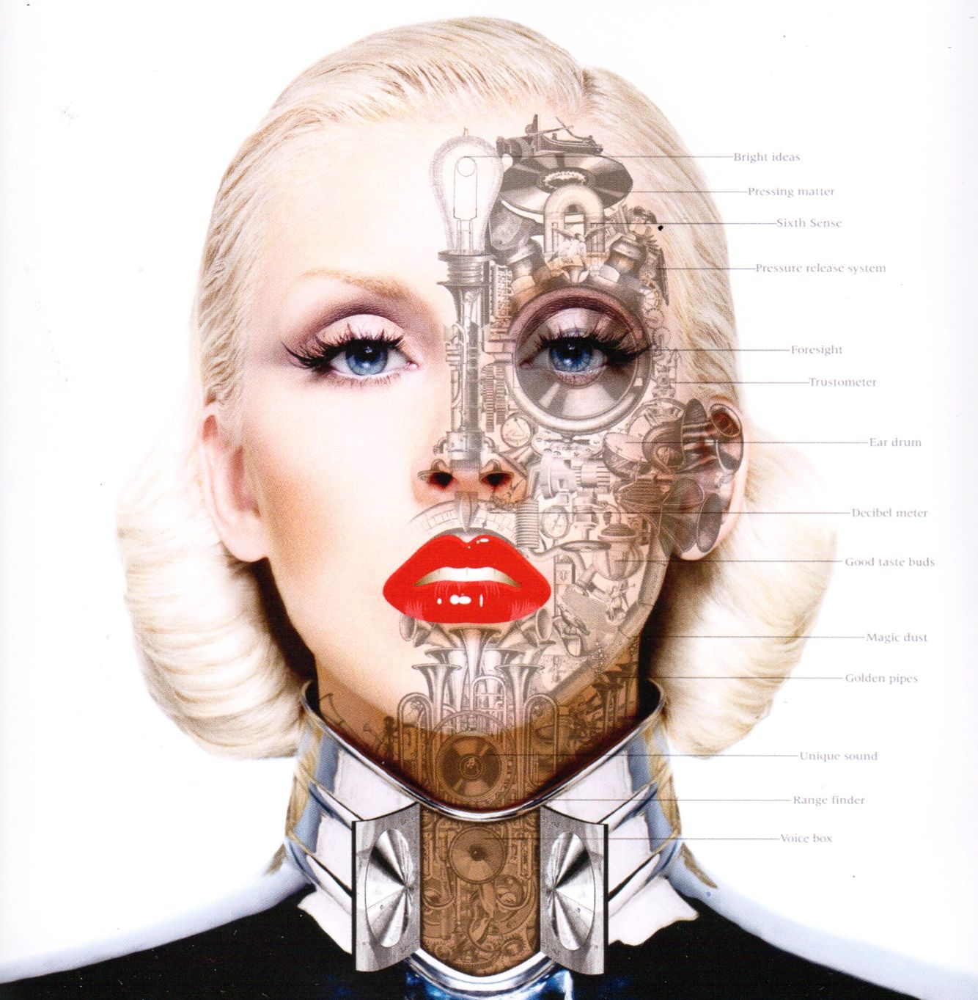 Bright ideas
Pressing matter
Sixth Sense
Pressure release system
Foresight
Trustometer
Ear drum
Decibel meter
Good taste buds
Magic dust
Golden pipes
Unique sound
Range finder
Voice box